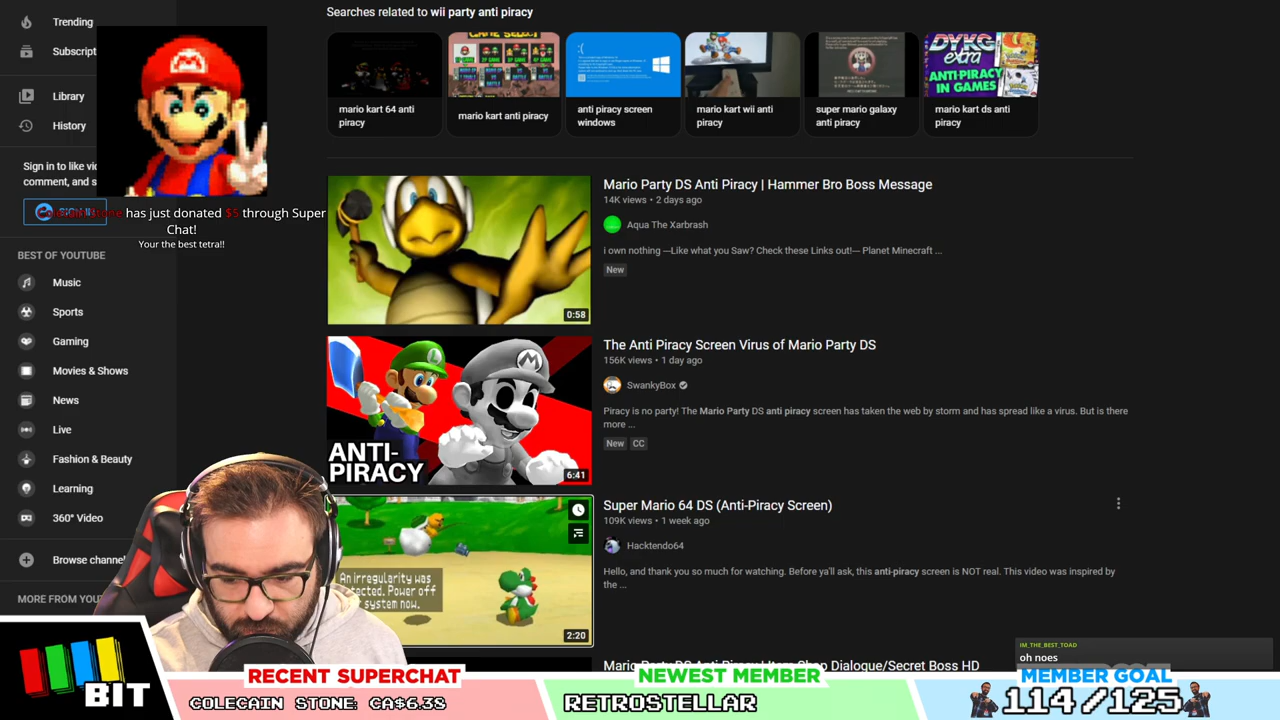 Searches related to wii party anti piracy
mario kart 64 anti
piracy
mario kart anti piracy
anti piracy screen
windows
mario kart wii anti
piracy
super mario galaxy
anti piracy
mario kart ds anti
piracy
GAME SELECT
DYKG
extra
ANTI-PIRACY
IN GAMES
Trending
Subscript
Library
History
Sign in to like vid
comment, and s
has just donated $5 through Super
Chat!
Your the best tetra!!
BEST OF YOUTUBE
Music
Sports
Gaming
Movies & Shows
News
Live
Fashion & Beauty
Learning
360° Video
Browse channel
MORE FROM YOU
Mario Party DS Anti Piracy | Hammer Bro Boss Message
14K views • 2 days ago
Aqua The Xarbrash
i own nothing —Like what you Saw? Check these Links out!— Planet Minecraft ...
New
0:58
The Anti Piracy Screen Virus of Mario Party DS
156K views • 1 day ago
SwankyBox
Piracy is no party! The Mario Party DS anti piracy screen has taken the web by storm and has spread like a virus. But is there
more ...
New CC
ANTI-
PIRACY
6:41
Super Mario 64 DS (Anti-Piracy Screen)
109K views • 1 week ago
Hacktendo64
Hello, and thank you so much for watching. Before ya'll ask, this anti-piracy screen is NOT real. This video was inspired by
the ...
An irregularity was
tected. Power off
system now.
2:20
Mario Party DS Anti Piracy | Item Shop Dialogue/Secret Boss HD
IM_THE_BEST_TOAD
oh noes
BIT
RECENT SUPERCHAT
COLECAIN STONE: CA$6.38
NEWEST MEMBER
RETROSTELLAR
MEMBER GOAL
114/125